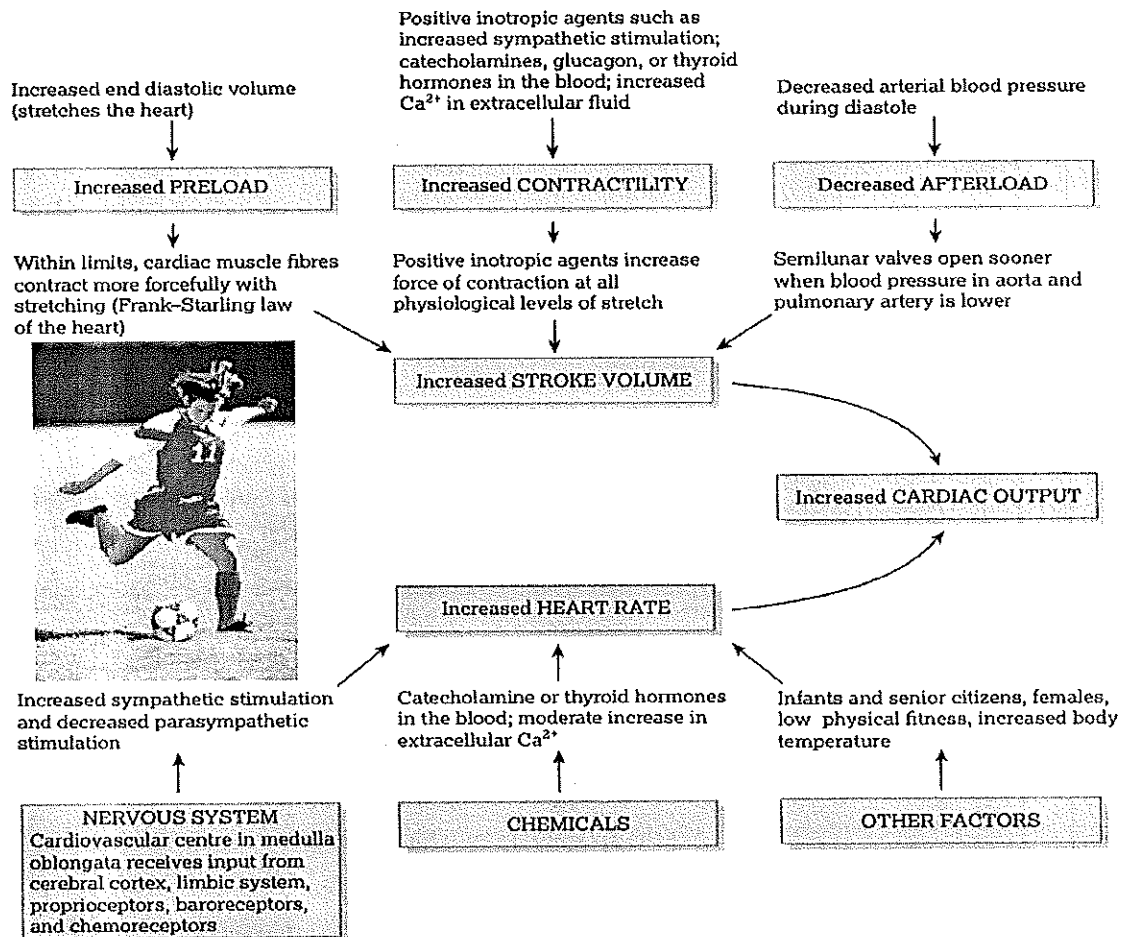 Positive inotropic agents such as
increased sympathetic stimulation;
catecholamines, glucagon, or thyroid
hormones in the blood; increased
Ca²⁺ in extracellular fluid
Increased end diastolic volume
(stretches the heart)
Decreased arterial blood pressure
during diastole
Increased PRELOAD
Increased CONTRACTILITY
Decreased AFTERLOAD
Within limits, cardiac muscle fibres
contract more forcefully with
stretching (Frank–Starling law
of the heart)
Positive inotropic agents increase
force of contraction at all
physiological levels of stretch
Semilunar valves open sooner
when blood pressure in aorta and
pulmonary artery is lower
Increased STROKE VOLUME
11
Increased CARDIAC OUTPUT
Increased HEART RATE
Increased sympathetic stimulation
and decreased parasympathetic
stimulation
Catecholamine or thyroid hormones
in the blood; moderate increase in
extracellular Ca²⁺
Infants and senior citizens, females,
low physical fitness, increased body
temperature
NERVOUS SYSTEM
Cardiovascular centre in medulla
oblongata receives input from
cerebral cortex, limbic system,
proprioceptors, baroreceptors,
and chemoreceptors
CHEMICALS
OTHER FACTORS